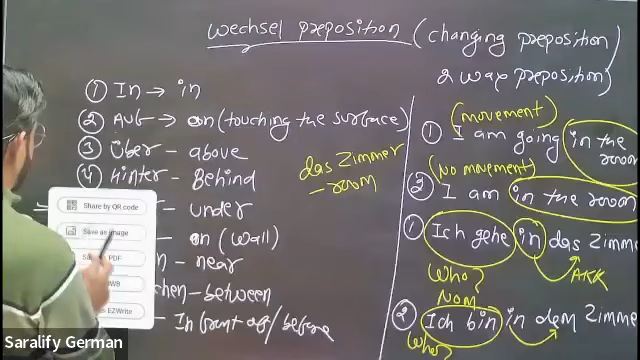 Wechsel preposition (changing preposition/
2 way preposition)
① In → in
② Auf → on (touching the surface)
③ Über - above
④ Hinter - Behind
- under
- on (wall)
n - near
chen - between
- In front of/before
das Zimmer
- room
(movement)
① I am going in the room
(No movement)
② I am in the room
① Ich gehe in das Zimme
Who?
Nom
AKK
② Ich bin in dem Zimme
Who?
Share by QR code
Save as image
PDF
EZWrite
Saralify German